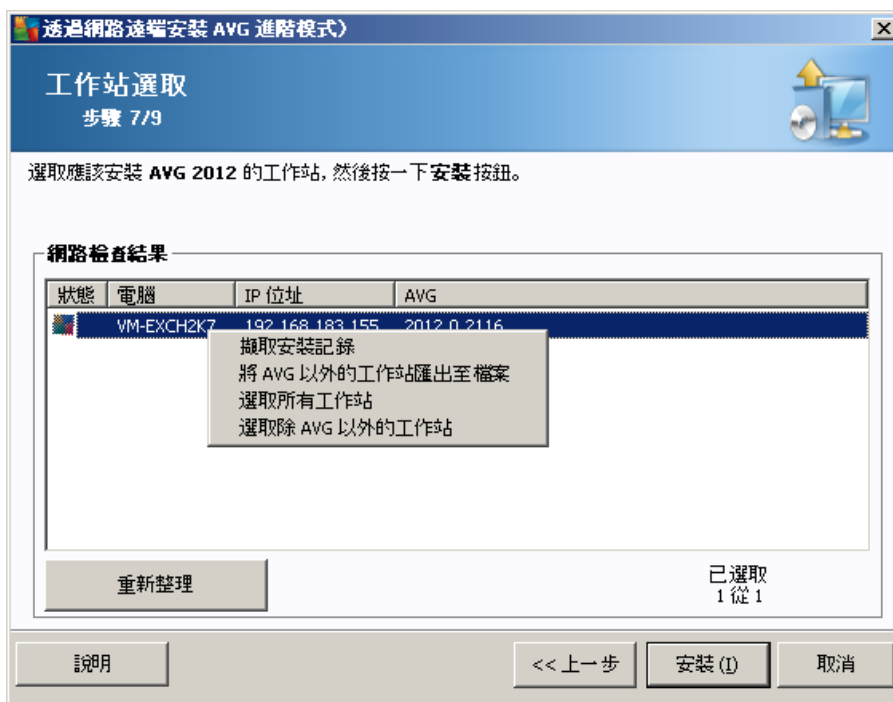 透過網路遠端安裝 AVG 進階模式)
工作站選取
步驟 7/9
選取應該安裝 AVG 2012 的工作站, 然後按一下安裝按鈕。
網路檢查結果
狀態 電腦 IP 位址 AVG
VM-EXCH2K7 192.168.183.155 2012.0.2116
擷取安裝記錄
將 AVG 以外的工作站匯出至檔案
選取所有工作站
選取除 AVG 以外的工作站
重新整理
已選取
1 從 1
說明 << 上一步 安裝(I) 取消